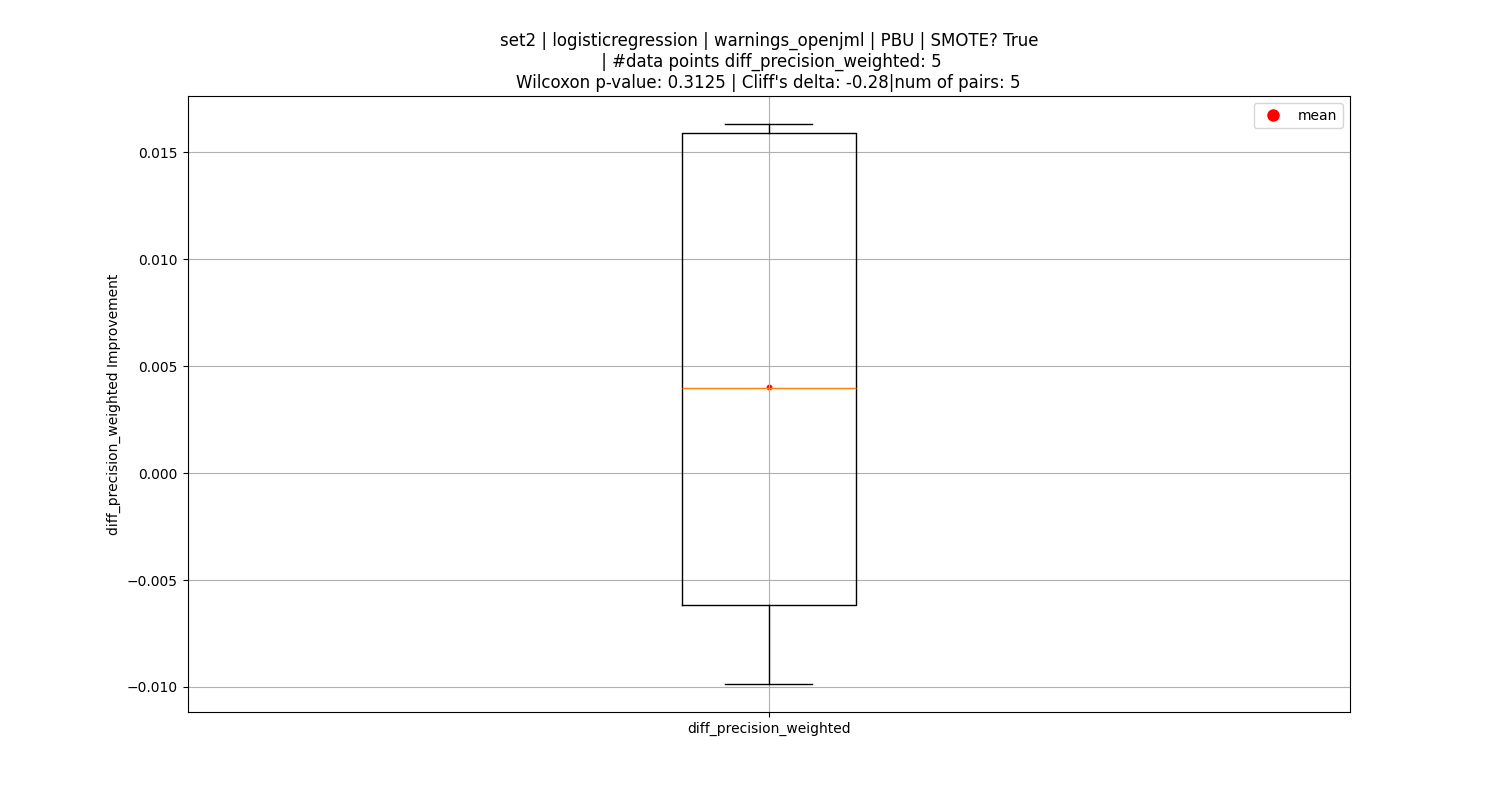 set2 | logisticregression | warnings_openjml | PBU | SMOTE? True
| #data points diff_precision_weighted: 5
Wilcoxon p-value: 0.3125 | Cliff's delta: -0.28|num of pairs: 5
mean
0.015
0.010
0.005
0.000
−0.005
−0.010
diff_precision_weighted Improvement
diff_precision_weighted